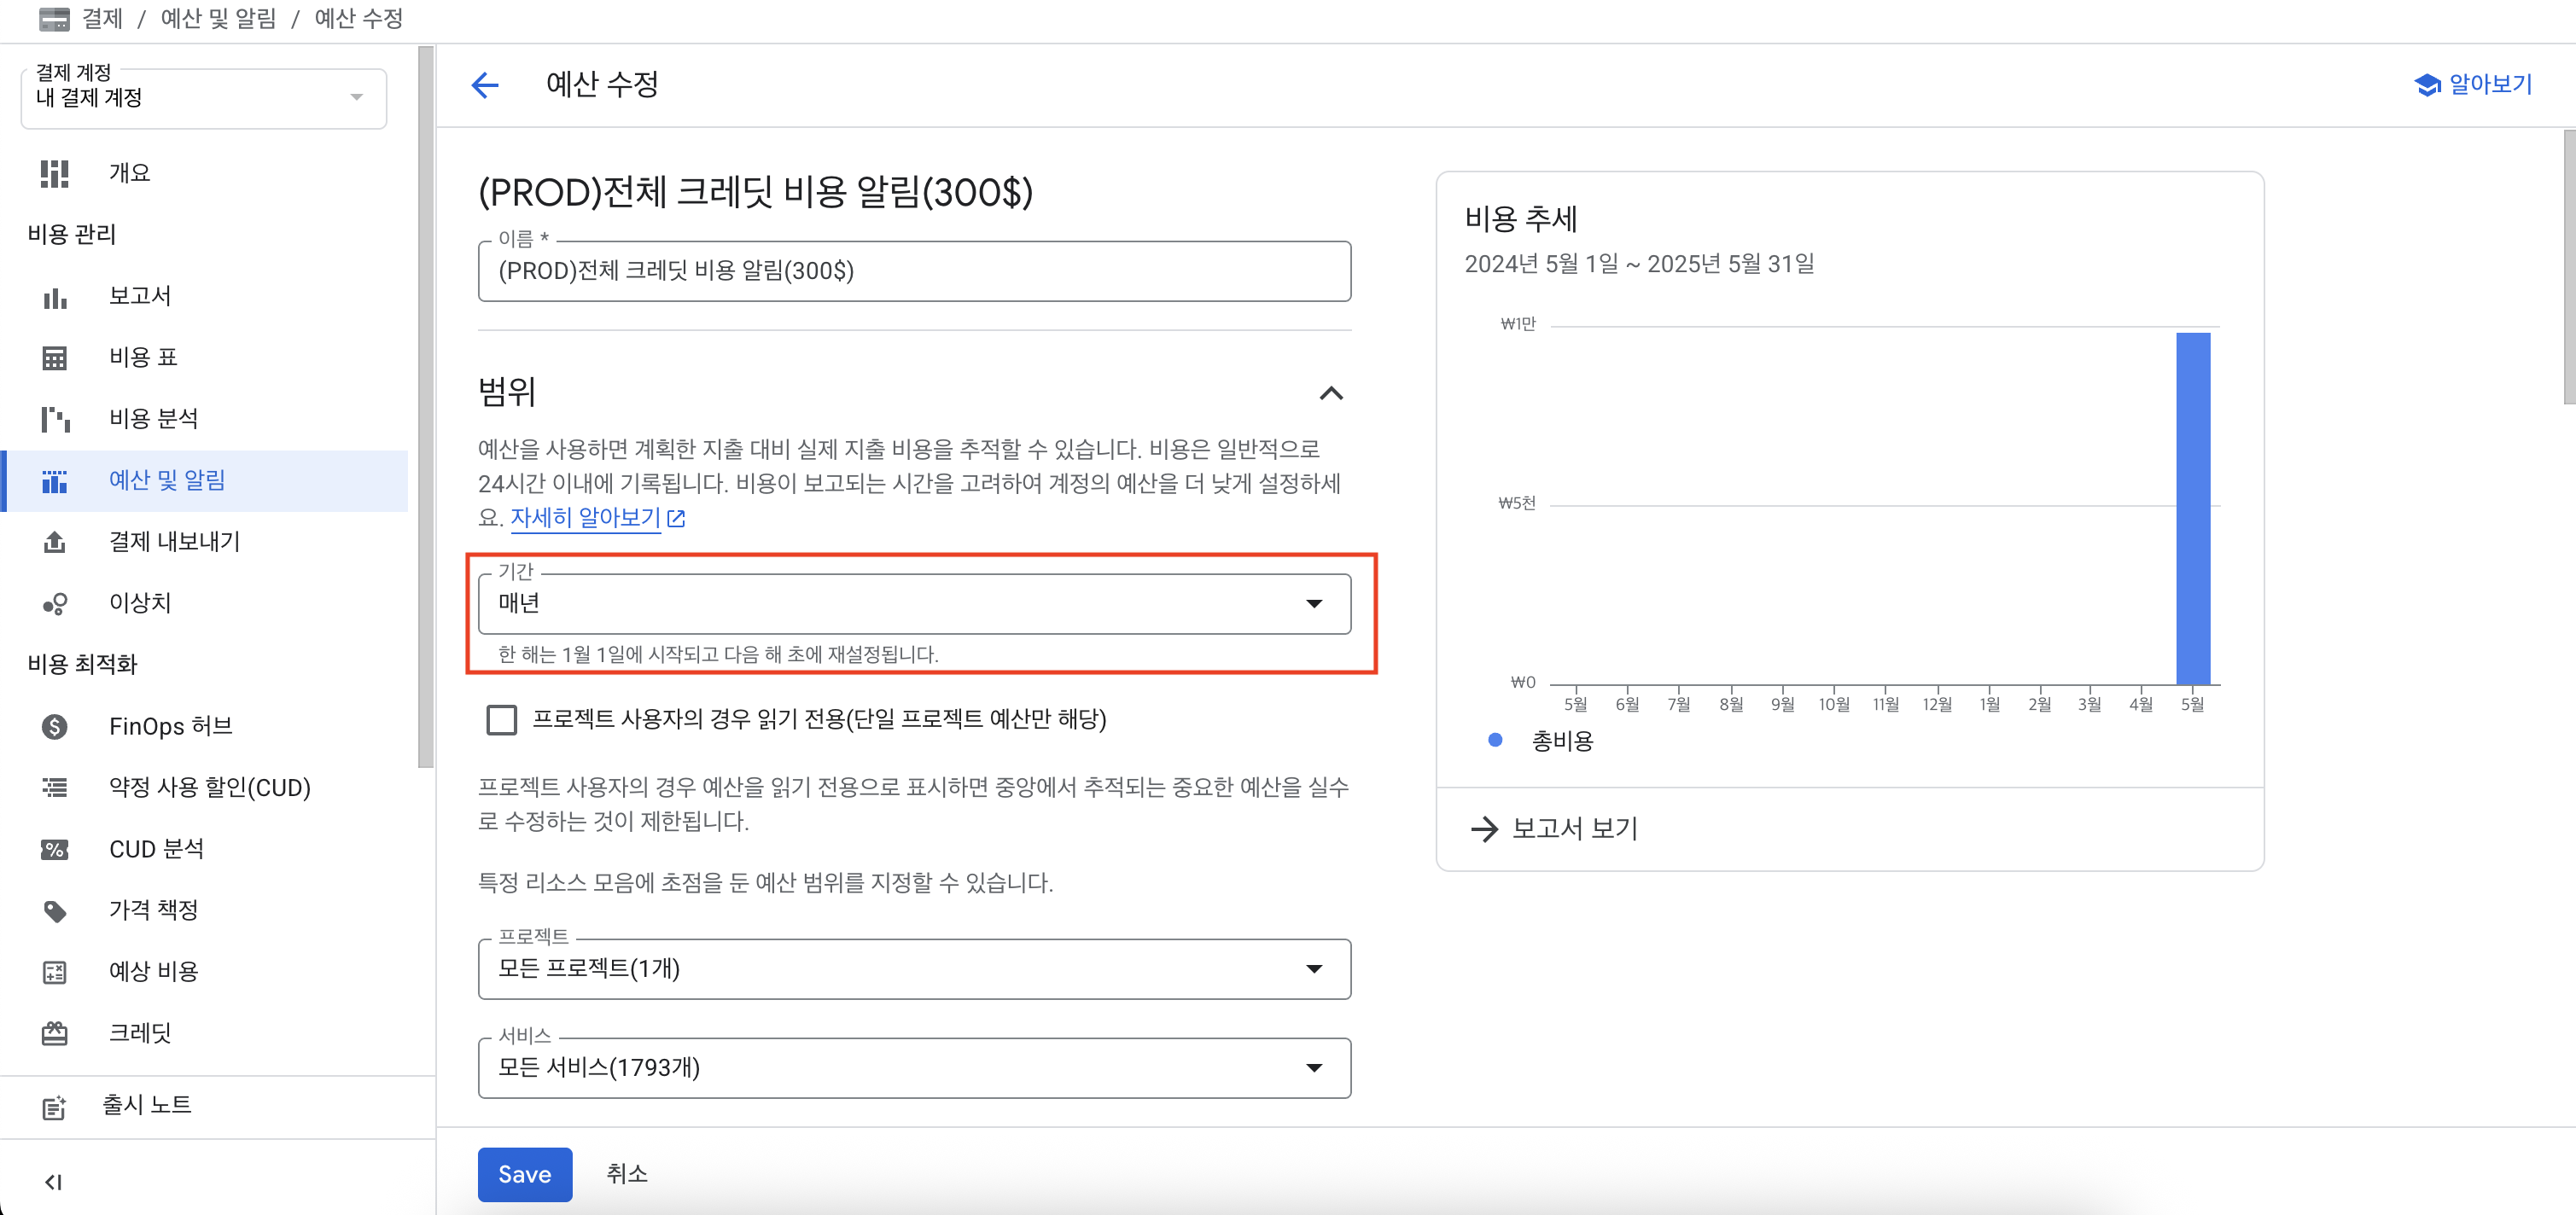 결제 / 예산 및 알림 / 예산 수정
결제 계정
내 결제 계정
개요
비용 관리
보고서
비용 표
비용 분석
예산 및 알림
결제 내보내기
이상치
비용 최적화
FinOps 허브
약정 사용 할인(CUD)
CUD 분석
가격 책정
예상 비용
크레딧
출시 노트
예산 수정
알아보기
(PROD)전체 크레딧 비용 알림(300$)
이름 *
(PROD)전체 크레딧 비용 알림(300$)
범위
예산을 사용하면 계획한 지출 대비 실제 지출 비용을 추적할 수 있습니다. 비용은 일반적으로
24시간 이내에 기록됩니다. 비용이 보고되는 시간을 고려하여 계정의 예산을 더 낮게 설정하세
요. 자세히 알아보기
기간
매년
한 해는 1월 1일에 시작되고 다음 해 초에 재설정됩니다.
프로젝트 사용자의 경우 읽기 전용(단일 프로젝트 예산만 해당)
프로젝트 사용자의 경우 예산을 읽기 전용으로 표시하면 중앙에서 추적되는 중요한 예산을 실수
로 수정하는 것이 제한됩니다.
특정 리소스 모음에 초점을 둔 예산 범위를 지정할 수 있습니다.
프로젝트
모든 프로젝트(1개)
서비스
모든 서비스(1793개)
Save
취소
비용 추세
2024년 5월 1일 ~ 2025년 5월 31일
₩1만
₩5천
₩0
5월 6월 7월 8월 9월 10월 11월 12월 1월 2월 3월 4월 5월
총비용
보고서 보기